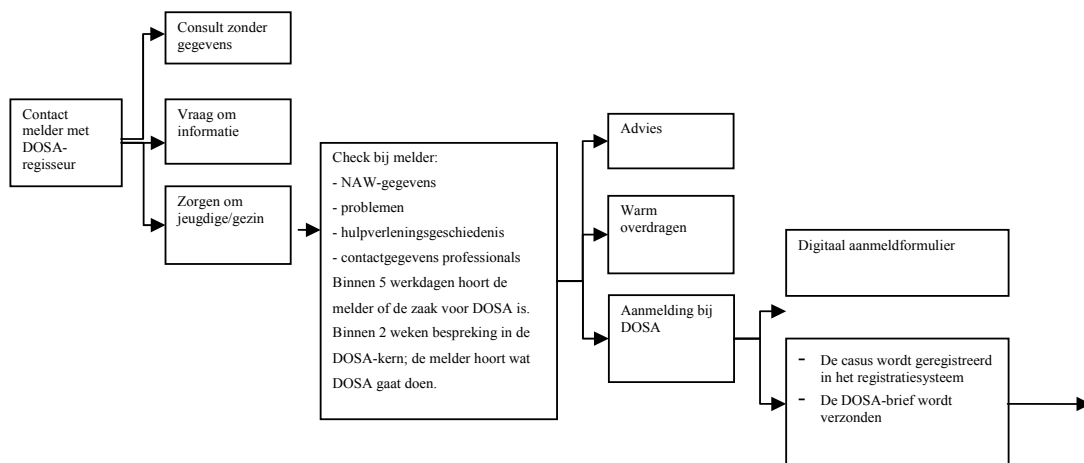 Consult zonder
gegevens
Contact
melder met
DOSA-
regisseur
Vraag om
informatie
Zorgen om
jeugdige/gezin
Check bij melder:
- NAW-gegevens
- problemen
- hulpverleningsgeschiedenis
- contactgegevens professionals
Binnen 5 werkdagen hoort de
melder of de zaak voor DOSA is.
Binnen 2 weken bespreking in de
DOSA-kern; de melder hoort wat
DOSA gaat doen.
Advies
Warm
overdragen
Aanmelding bij
DOSA
Digitaal aanmeldformulier
- De casus wordt geregistreerd
in het registratiesysteem
- De DOSA-brief wordt
verzonden